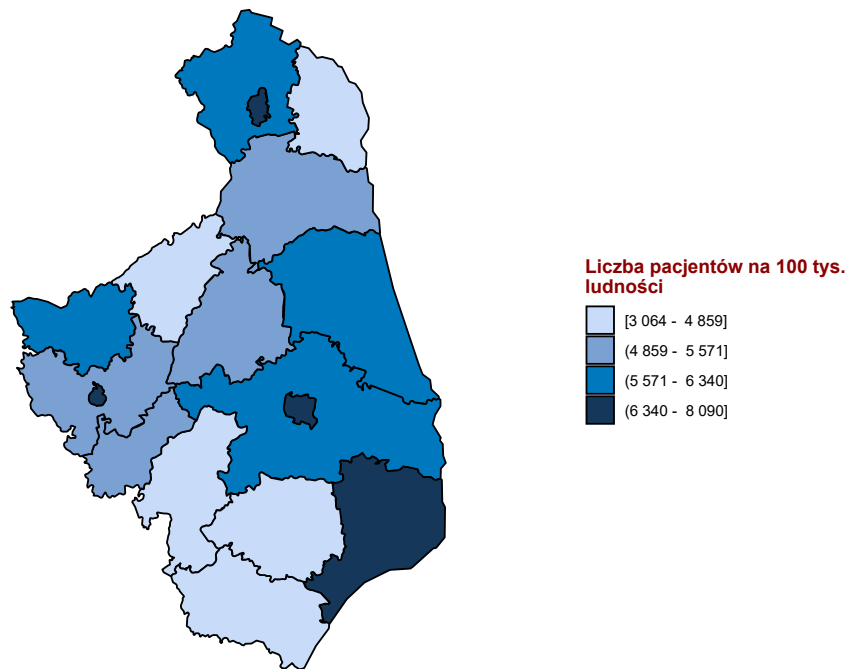 Liczba pacjentów na 100 tys.
ludności
[3 064 - 4 859]
(4 859 - 5 571]
(5 571 - 6 340]
(6 340 - 8 090]